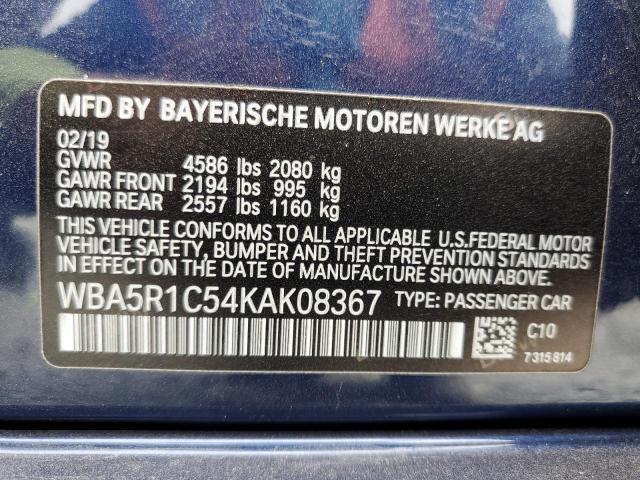 MFD BY BAYERISCHE MOTOREN WERKE AG
02/19
GVWR 4586 lbs 2080 kg
GAWR FRONT 2194 lbs 995 kg
GAWR REAR 2557 lbs 1160 kg
THIS VEHICLE CONFORMS TO ALL APPLICABLE U.S.FEDERAL MOTOR
VEHICLE SAFETY, BUMPER AND THEFT PREVENTION STANDARDS
IN EFFECT ON THE DATE OF MANUFACTURE SHOWN ABOVE.
WBA5R1C54KAK08367 TYPE: PASSENGER CAR
C10
7315814